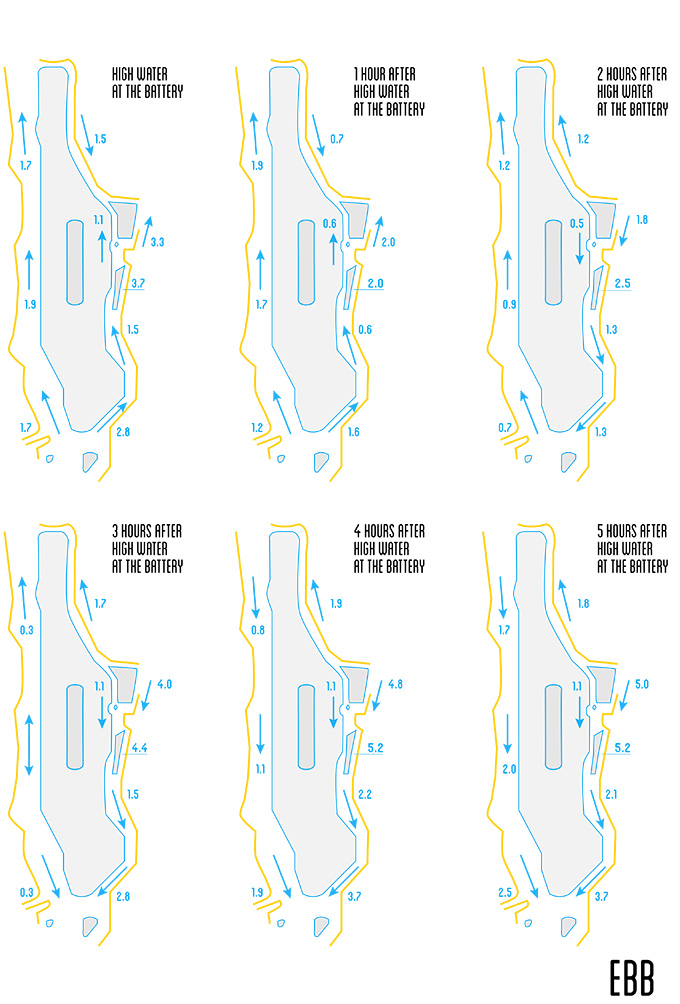 HIGH WATER
AT THE BATTERY
1.5
1.7
1.1
3.3
3.7
1.9
1.5
1.7
2.8
1 HOUR AFTER
HIGH WATER
AT THE BATTERY
0.7
1.9
0.6
2.0
2.0
1.7
0.6
1.2
1.6
2 HOURS AFTER
HIGH WATER
AT THE BATTERY
1.2
1.2
0.5
1.8
2.5
0.9
1.3
0.7
1.3
3 HOURS AFTER
HIGH WATER
AT THE BATTERY
1.7
0.3
1.1
4.0
4.4
1.5
0.3
2.8
4 HOURS AFTER
HIGH WATER
AT THE BATTERY
1.9
0.8
1.1
4.8
5.2
1.1
2.2
1.9
3.7
5 HOURS AFTER
HIGH WATER
AT THE BATTERY
1.8
1.7
1.1
5.0
5.2
2.0
2.1
2.5
3.7
EBB